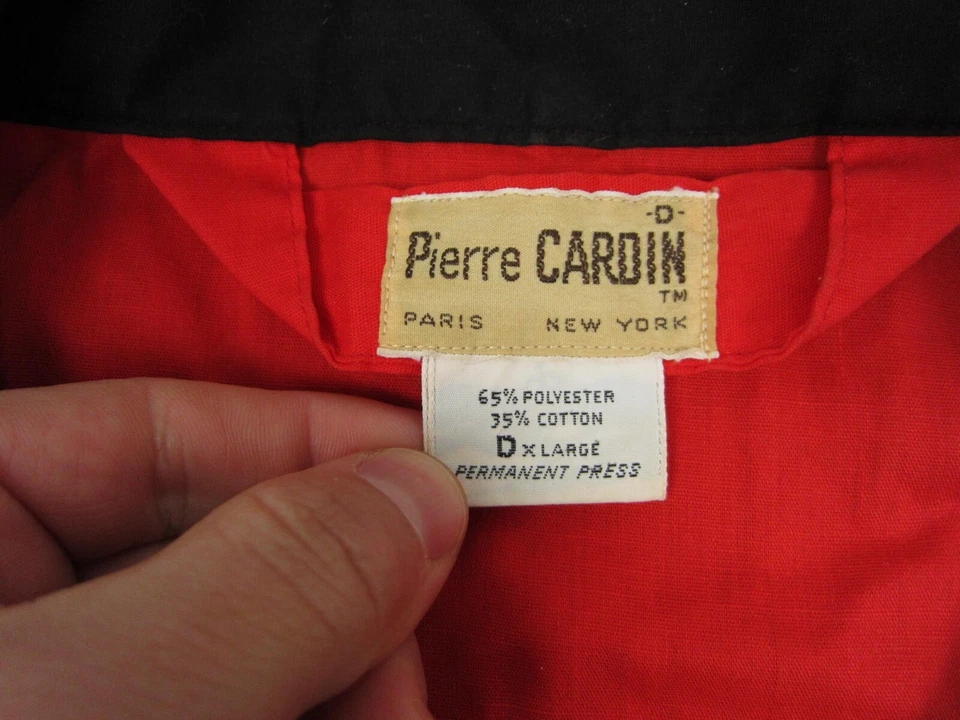 -D-
Pierre CARDIN
TM
PARIS NEW YORK
65% POLYESTER
35% COTTON
D X LARGE
PERMANENT PRESS